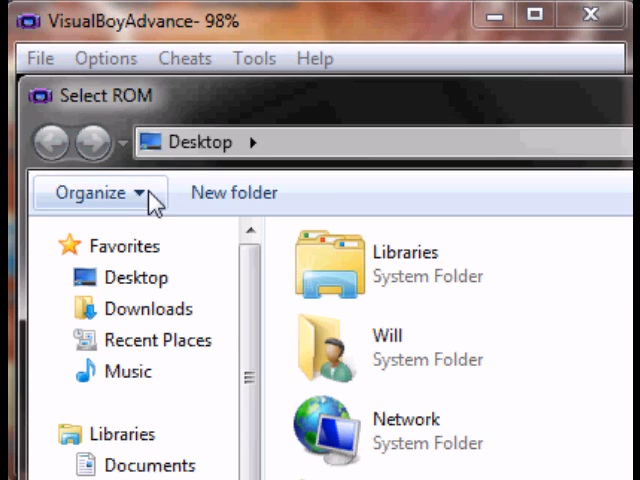 VisualBoyAdvance- 98%
File Options Cheats Tools Help
Select ROM
Desktop
Organize New folder
Favorites
Desktop
Downloads
Recent Places
Music
Libraries
Documents
Libraries
System Folder
Will
System Folder
Network
System Folder